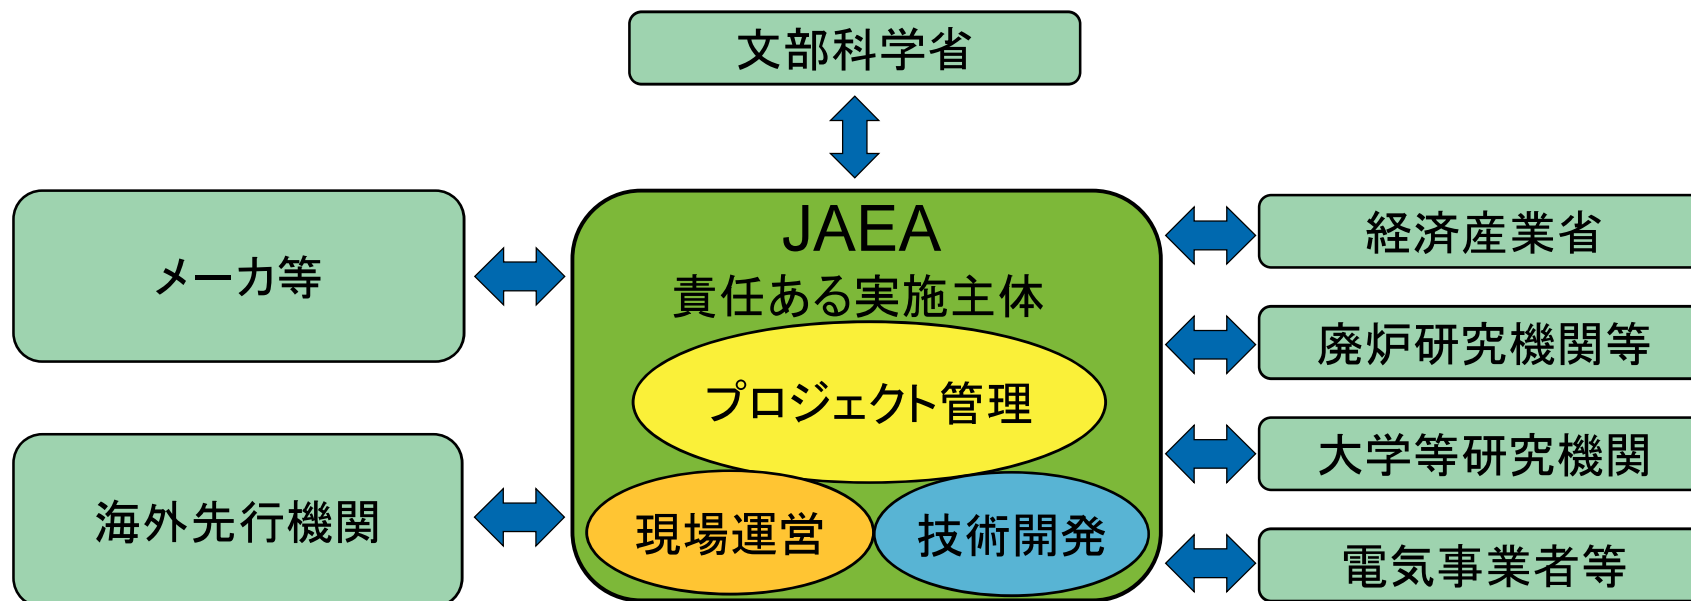 文部科学省
メーカ等
海外先行機関
JAEA
責任ある実施主体
プロジェクト管理
現場運営
技術開発
経済産業省
廃炉研究機関等
大学等研究機関
電気事業者等